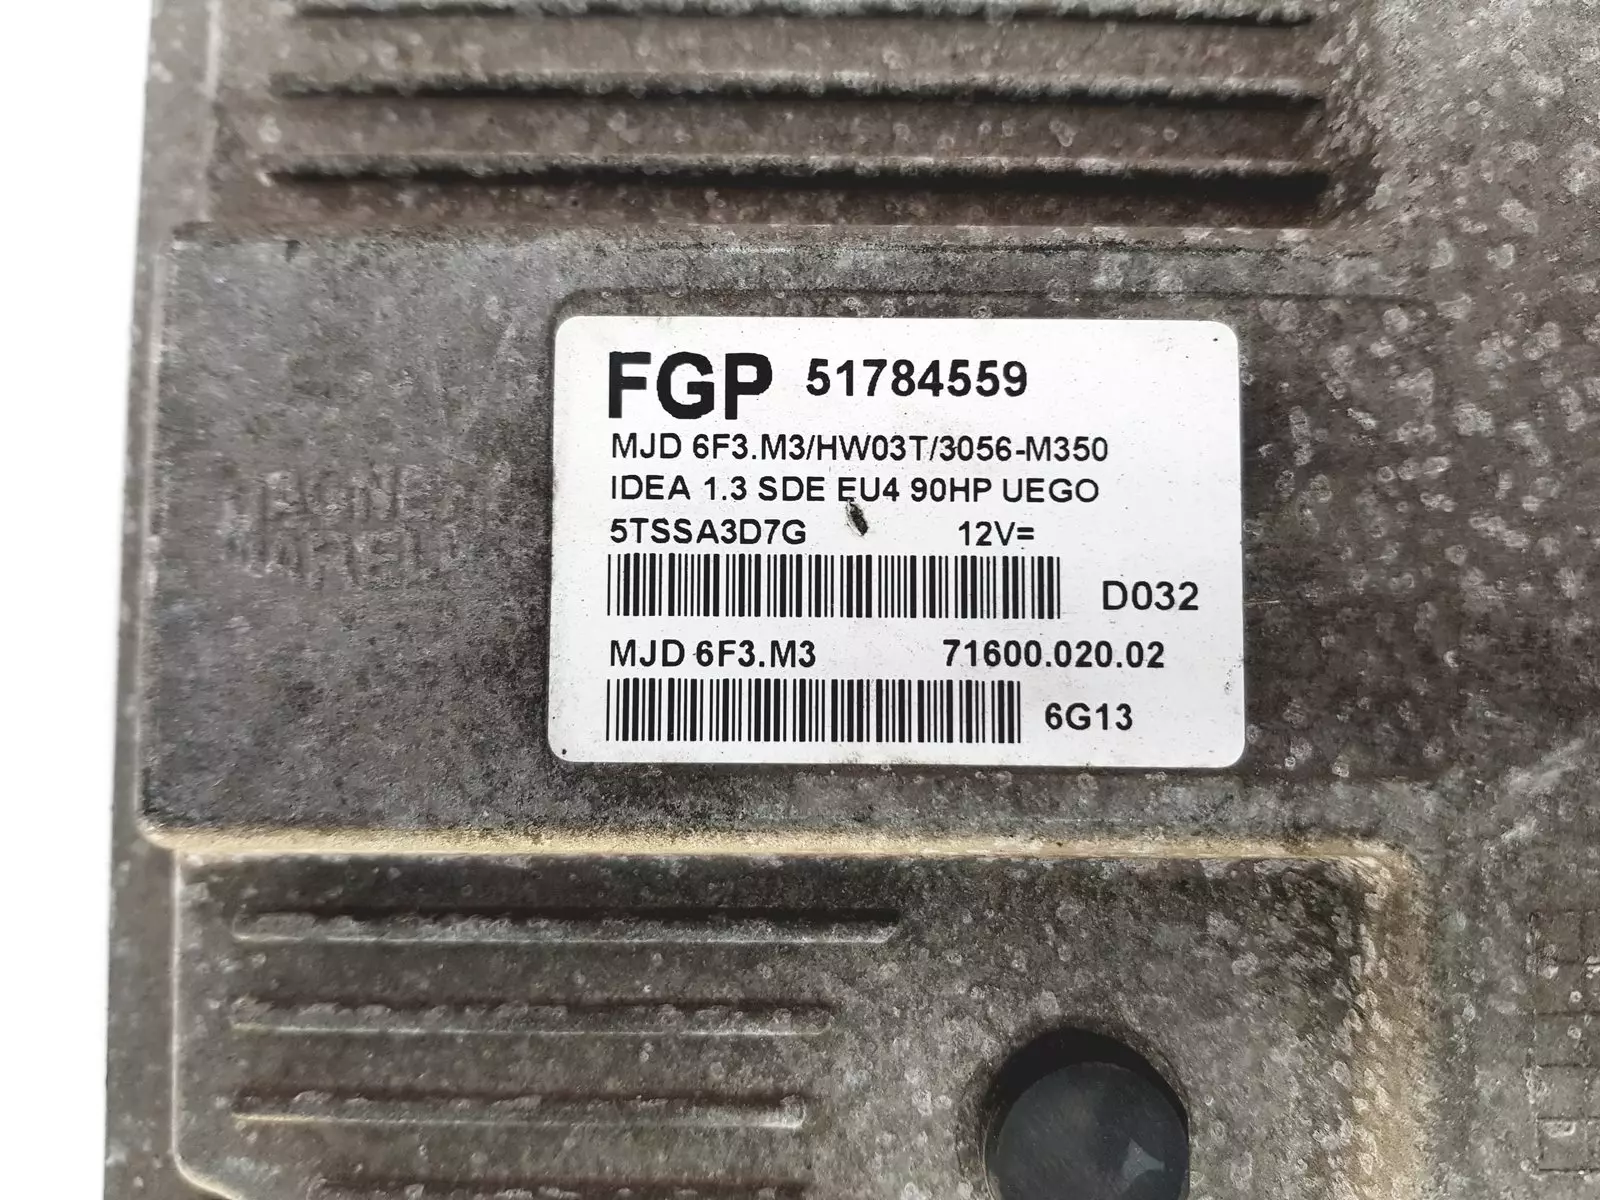 FGP 51784559
MJD 6F3.M3/HW03T/3056-M350
IDEA 1.3 SDE EU4 90HP UEGO
5TSSA3D7G 12V=
D032
MJD 6F3.M3 71600.020.02
6G13